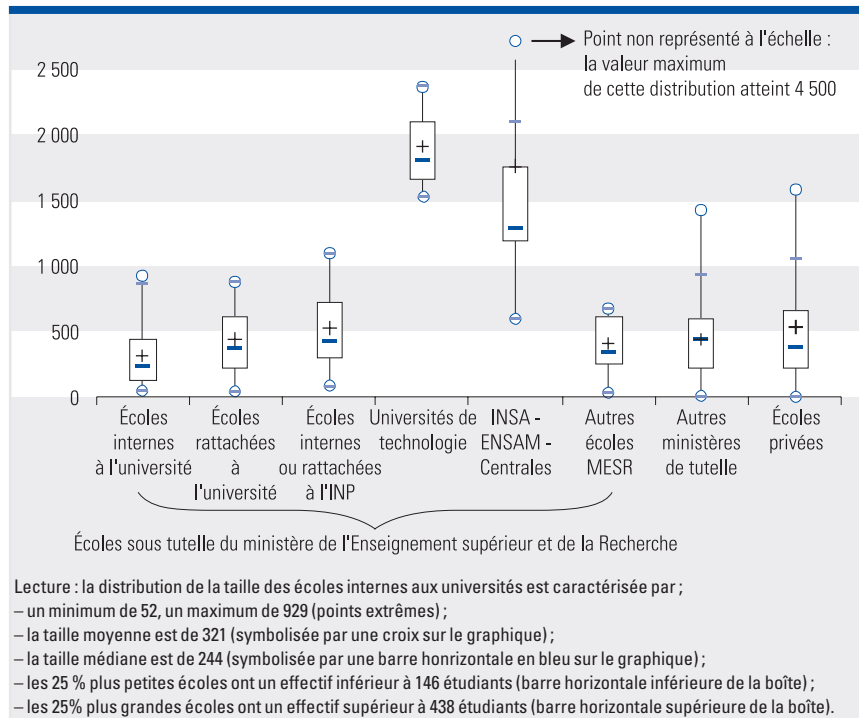 Point non représenté à l'échelle :
la valeur maximum
de cette distribution atteint 4 500
2 500
2 000
1 500
1 000
500
0
Écoles
internes
à l'université
Écoles
rattachées
à
l'université
Écoles
internes
ou rattachées
à l'INP
Universités de
technologie
INSA -
ENSAM -
Centrales
Autres
écoles
MESR
Autres
ministères
de tutelle
Écoles
privées
Écoles sous tutelle du ministère de l'Enseignement supérieur et de la Recherche
Lecture : la distribution de la taille des écoles internes aux universités est caractérisée par ;
– un minimum de 52, un maximum de 929 (points extrêmes) ;
– la taille moyenne est de 321 (symbolisée par une croix sur le graphique) ;
– la taille médiane est de 244 (symbolisée par une barre honrizontale en bleu sur le graphique) ;
– les 25 % plus petites écoles ont un effectif inférieur à 146 étudiants (barre horizontale inférieure de la boîte) ;
– les 25% plus grandes écoles ont un effectif supérieur à 438 étudiants (barre horizontale supérieure de la boîte).